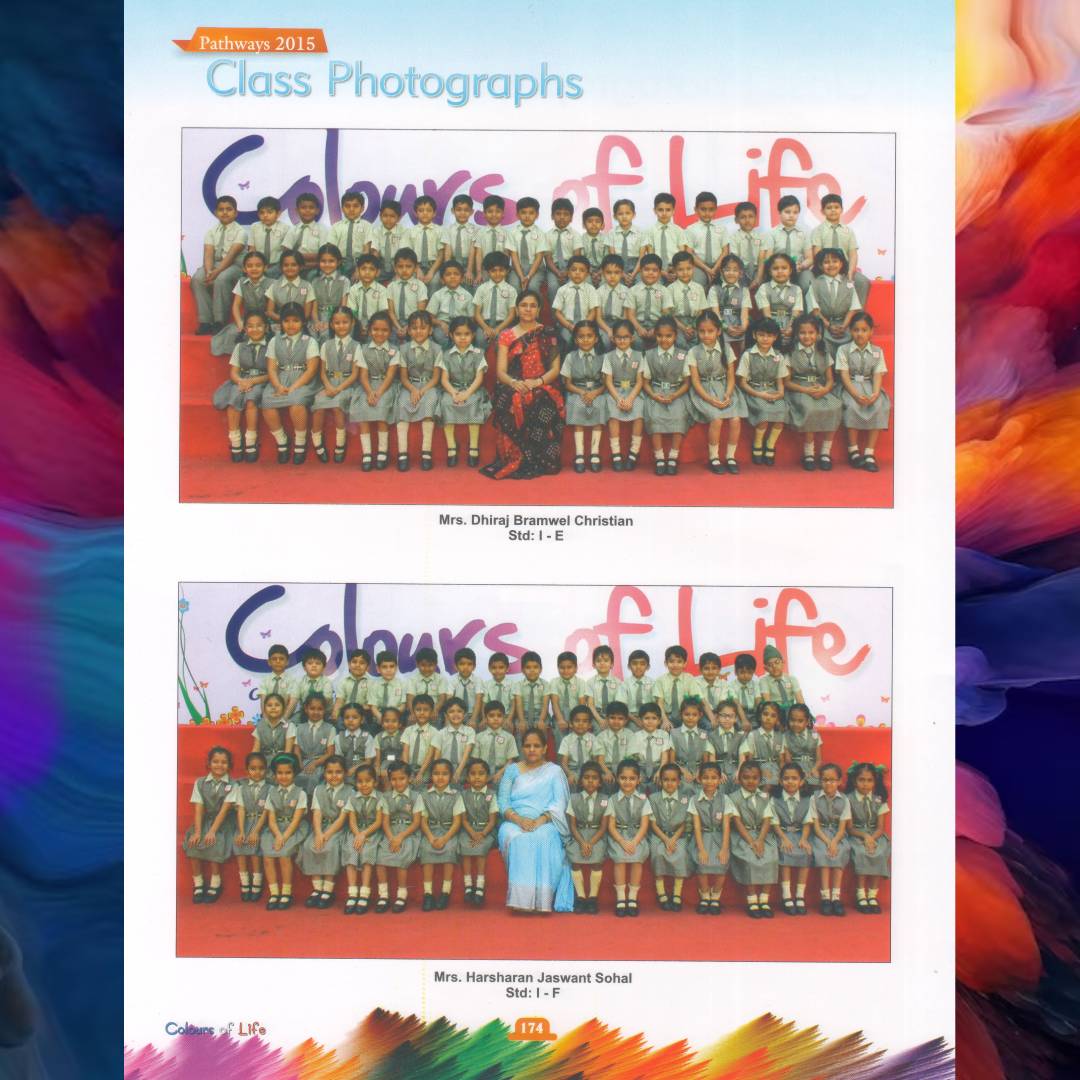 Pathways 2015
Class Photographs
Colours of Life
Mrs. Dhiraj Bramwel Christian
Std: I - E
Colours of Life
Mrs. Harsharan Jaswant Sohal
Std: I - F
Colours of Life
174